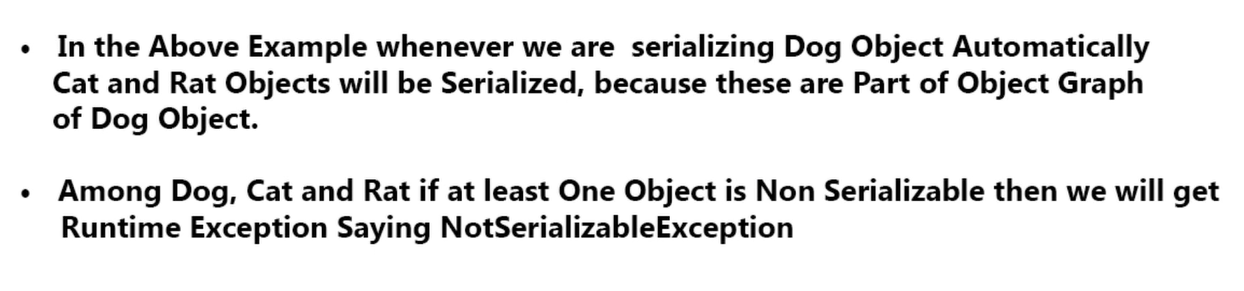 • In the Above Example whenever we are serializing Dog Object Automatically
Cat and Rat Objects will be Serialized, because these are Part of Object Graph
of Dog Object.
• Among Dog, Cat and Rat if at least One Object is Non Serializable then we will get
Runtime Exception Saying NotSerializableException